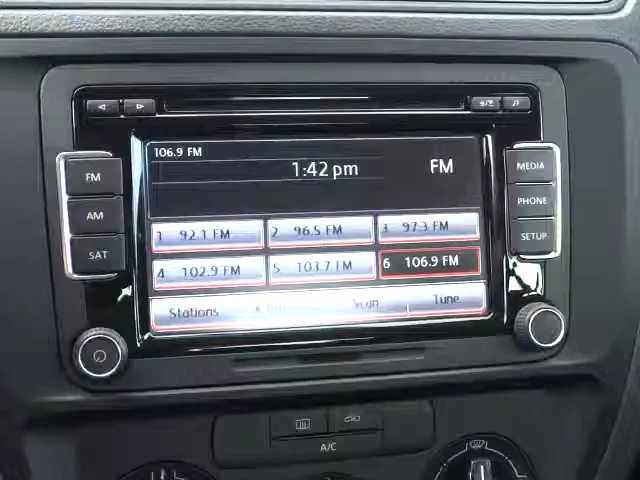 106.9 FM
1:42 pm FM
FM MEDIA
AM PHONE
SAT SETUP
1 92.1 FM 2 96.5 FM 3 97.3 FM
4 102.9 FM 5 103.7 FM 6 106.9 FM
Stations Scan Tune
A/C